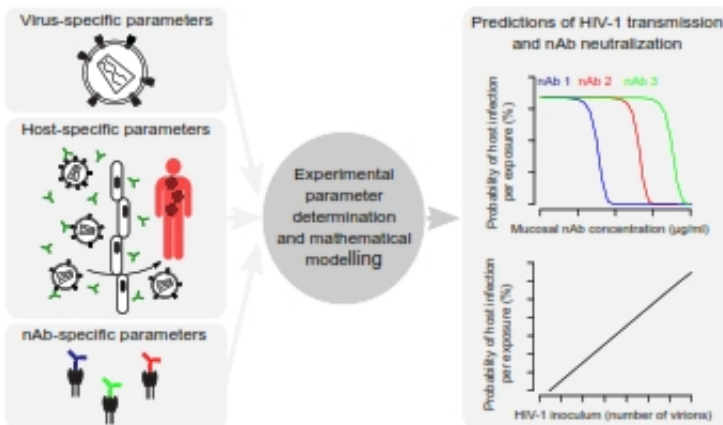 Virus-specific parameters
Host-specific parameters
nAb-specific parameters
Experimental
parameter
determination
and mathematical
modelling
Predictions of HIV-1 transmission
and nAb neutralization
nAb 1 nAb 2 nAb 3
Probability of host infection
per exposure (%)
Mucosal nAb concentration (µg/ml)
Probability of host infection
per exposure (%)
HIV-1 inoculum (number of virions)